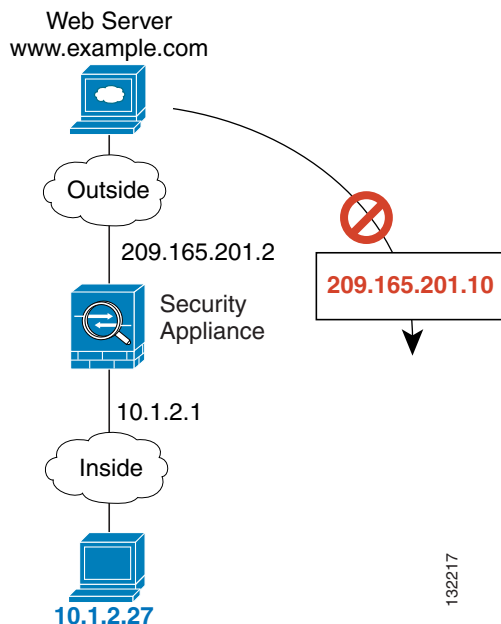 Web Server
www.example.com
Outside
209.165.201.2
209.165.201.10
Security
Appliance
10.1.2.1
Inside
10.1.2.27
132217